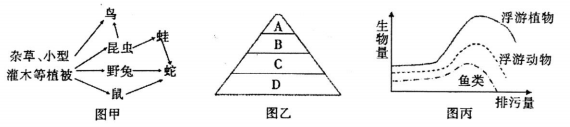 鸟
昆虫
蛙
杂草、小型
灌木等植被
野兔
蛇
鼠
图甲
A
B
C
D
图乙
生物量
浮游植物
浮游动物
鱼类
排污量
图丙